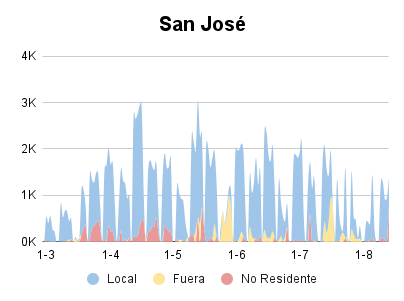 San José
4K
3K
2K
1K
0K
1-3 1-4 1-5 1-6 1-7 1-8
Local Fuera No Residente